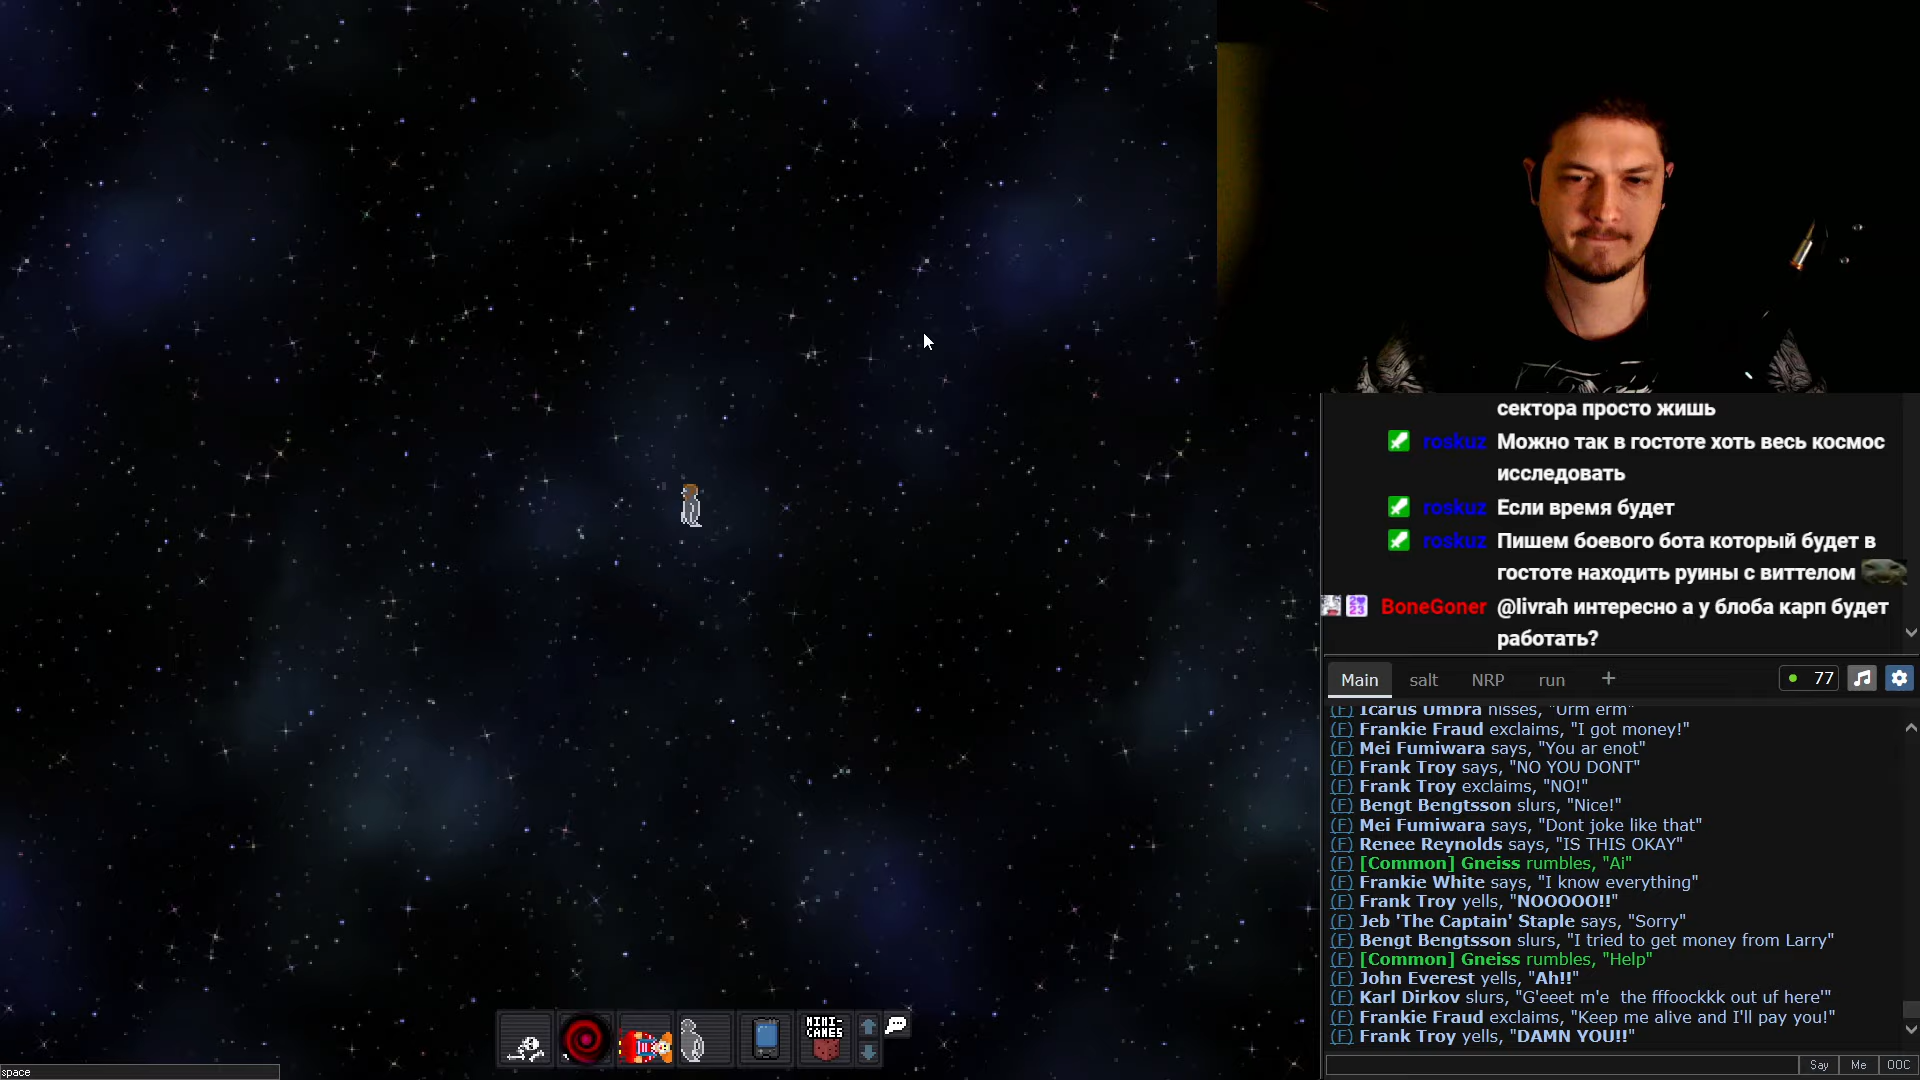 сектора просто жишь
roskuz Можно так в гостоте хоть весь космос
исследовать
roskuz Если время будет
roskuz Пишем боевого бота который будет в
гостоте находить руины с виттелом
BoneGoner @livrah интересно а у блоба карп будет
работать?
Main salt NRP run + 77
(F) Icarus Umbra hisses, "Urm erm"
(F) Frankie Fraud exclaims, "I got money!"
(F) Mei Fumiwara says, "You ar enot"
(F) Frank Troy says, "NO YOU DONT"
(F) Frank Troy exclaims, "NO!"
(F) Bengt Bengtsson slurs, "Nice!"
(F) Mei Fumiwara says, "Dont joke like that"
(F) Renee Reynolds says, "IS THIS OKAY"
(F) [Common] Gneiss rumbles, "Ai"
(F) Frankie White says, "I know everything"
(F) Frank Troy yells, "NOOOOO!!"
(F) Jeb 'The Captain' Staple says, "Sorry"
(F) Bengt Bengtsson slurs, "I tried to get money from Larry"
(F) [Common] Gneiss rumbles, "Help"
(F) John Everest yells, "Ah!!"
(F) Karl Dirkov slurs, "G'eeet m'e  the fffoockkk out uf here'"
(F) Frankie Fraud exclaims, "Keep me alive and I'll pay you!"
(F) Frank Troy yells, "DAMN YOU!!"
Say Me OOC
MINI-
GAMES
space